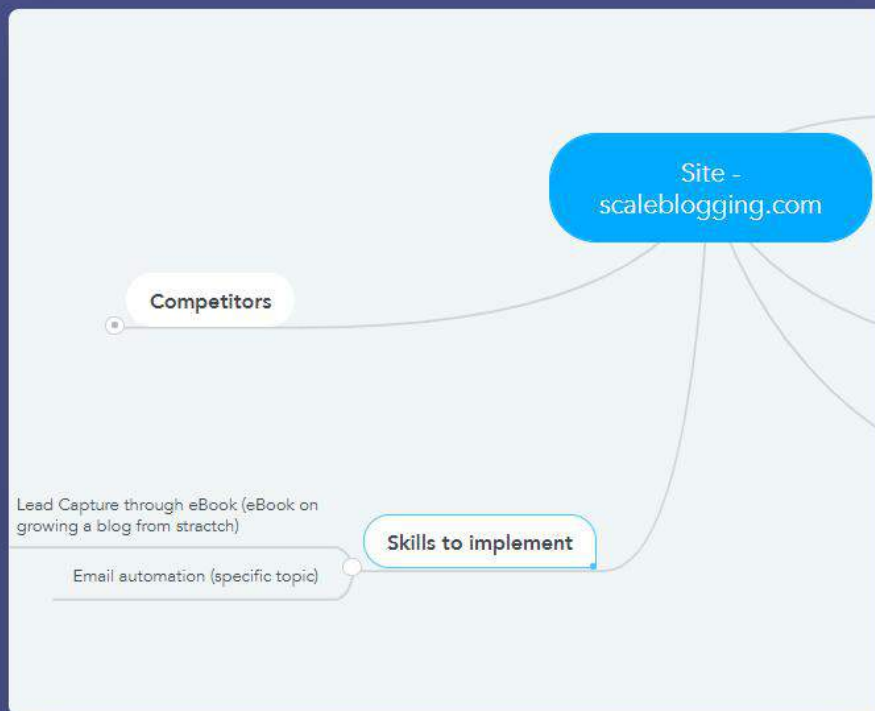 Site -
scaleblogging.com
Competitors
Lead Capture through eBook (eBook on
growing a blog from stractch)
Skills to implement
Email automation (specific topic)